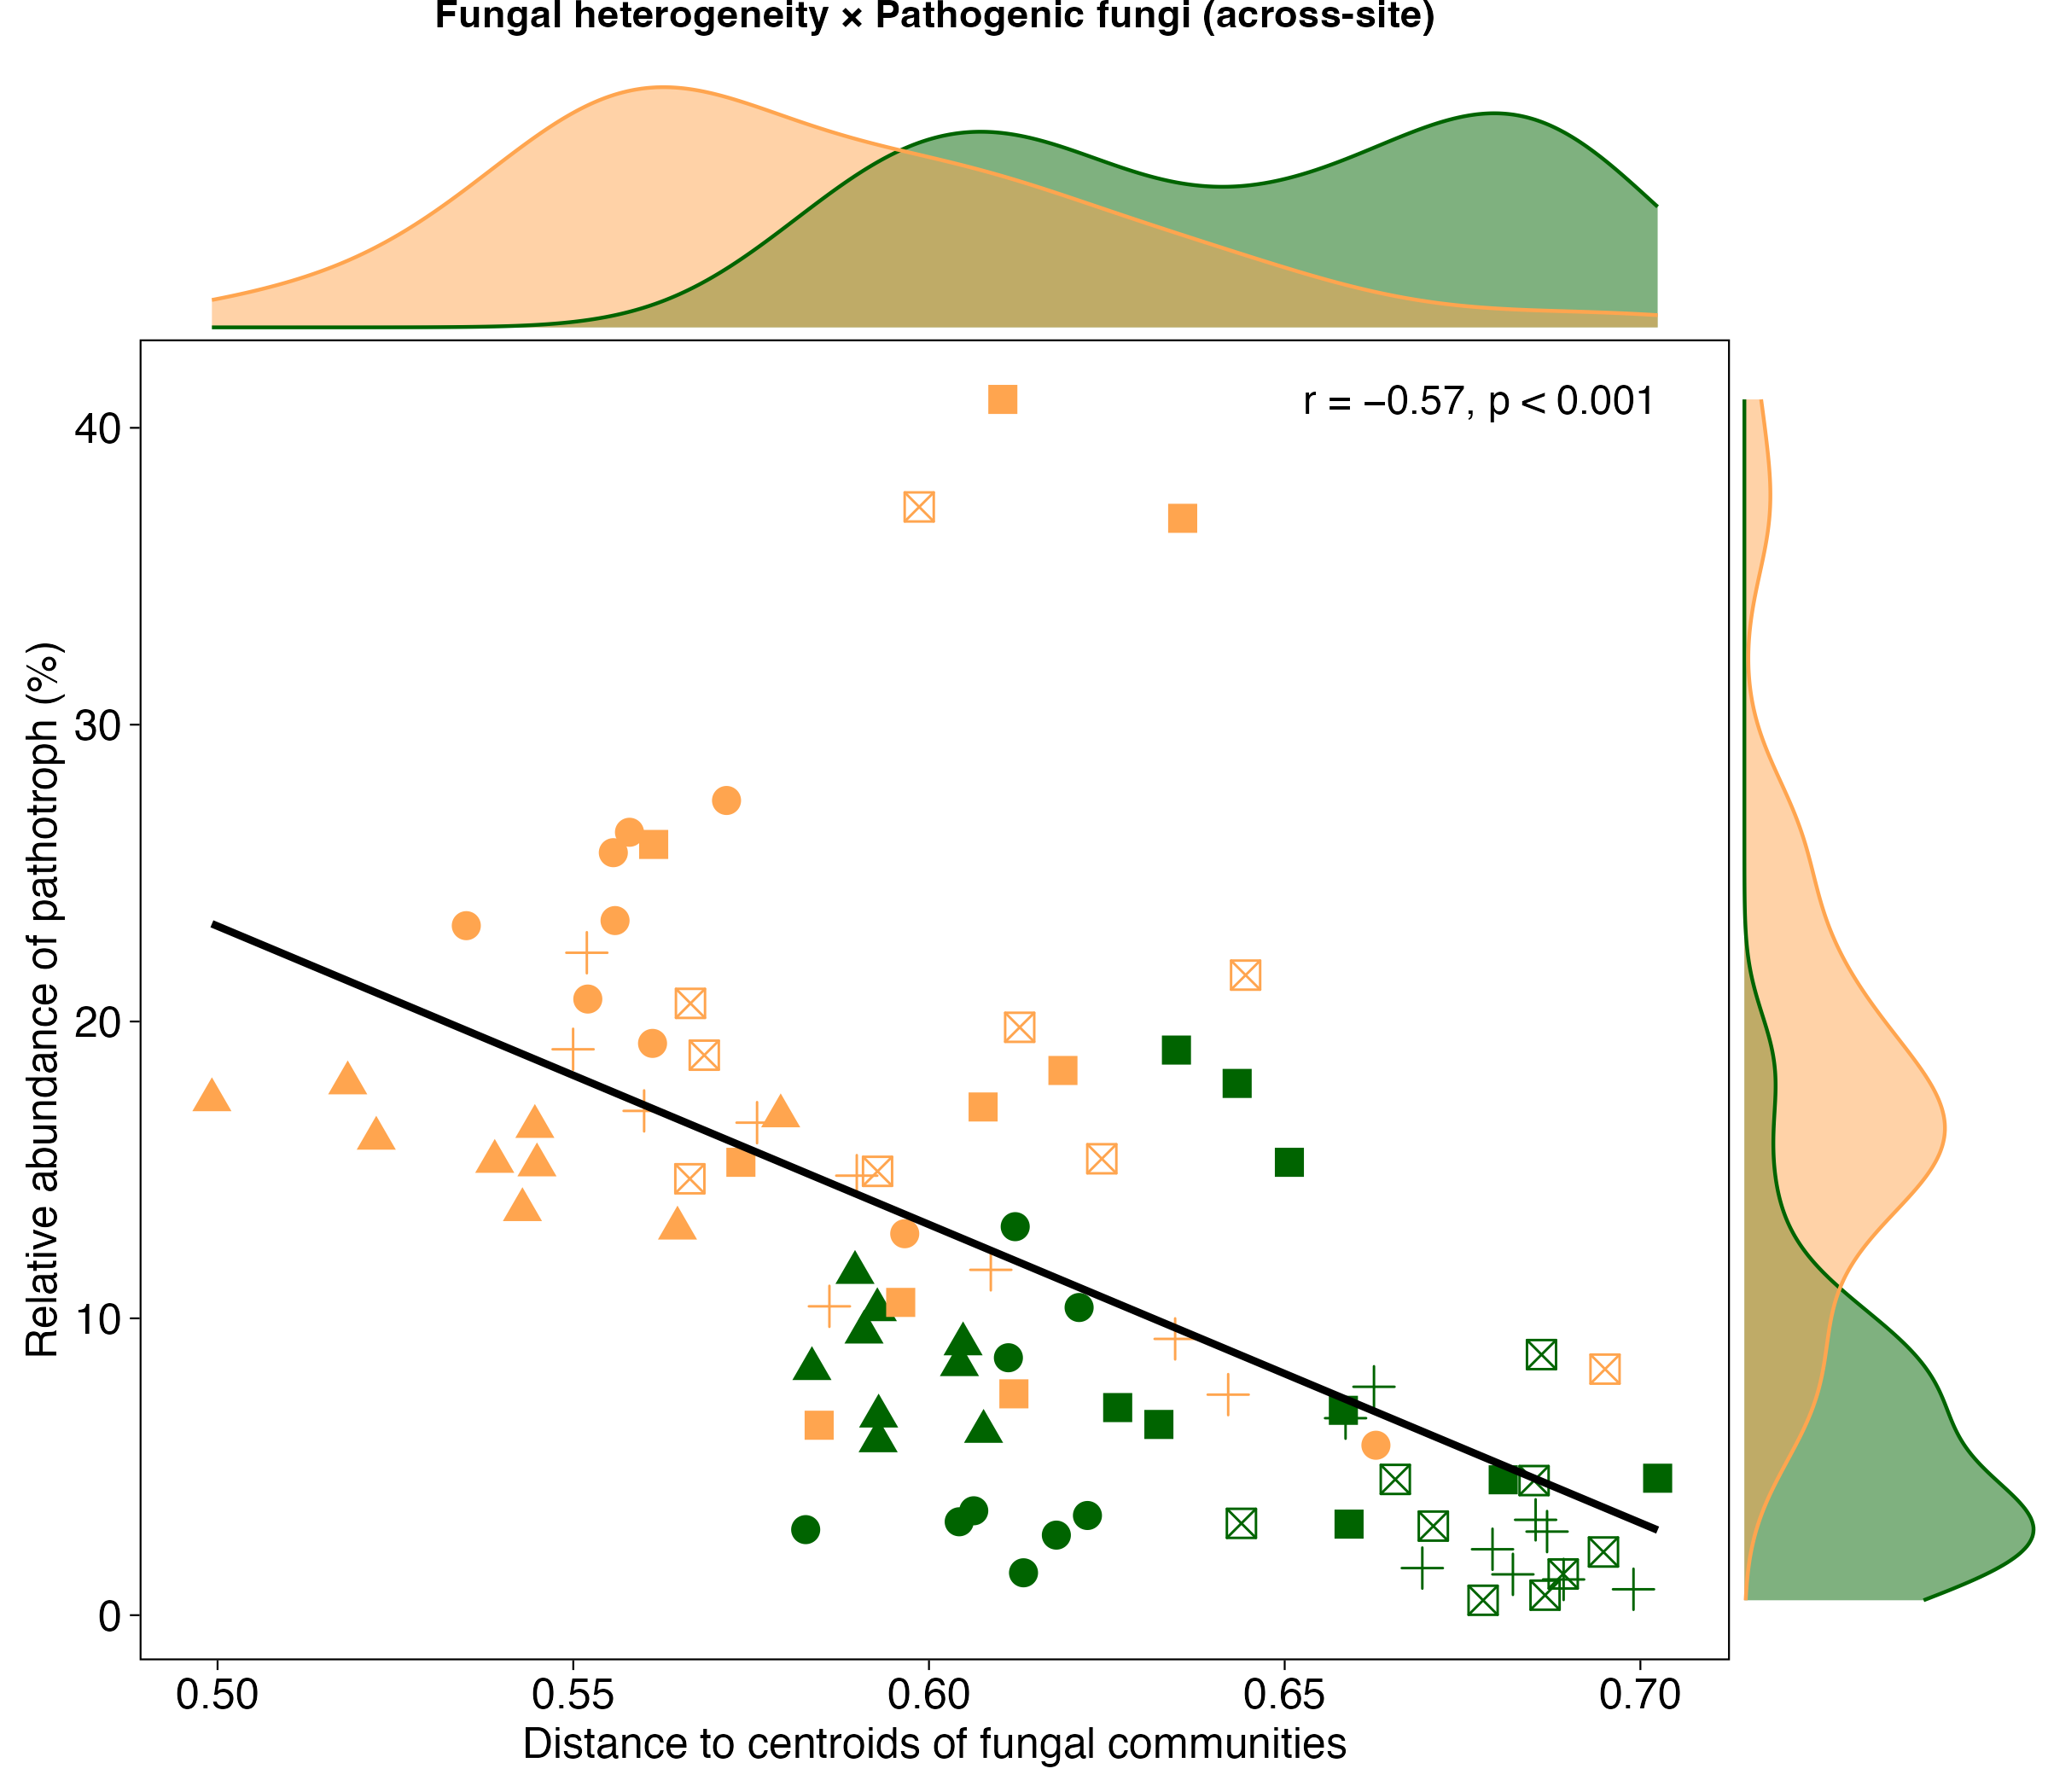 Fungal heterogeneity × Pathogenic fungi (across-site)
r = −0.57, p < 0.001
Relative abundance of pathotroph (%)
40
30
20
10
0
0.50 0.55 0.60 0.65 0.70
Distance to centroids of fungal communities